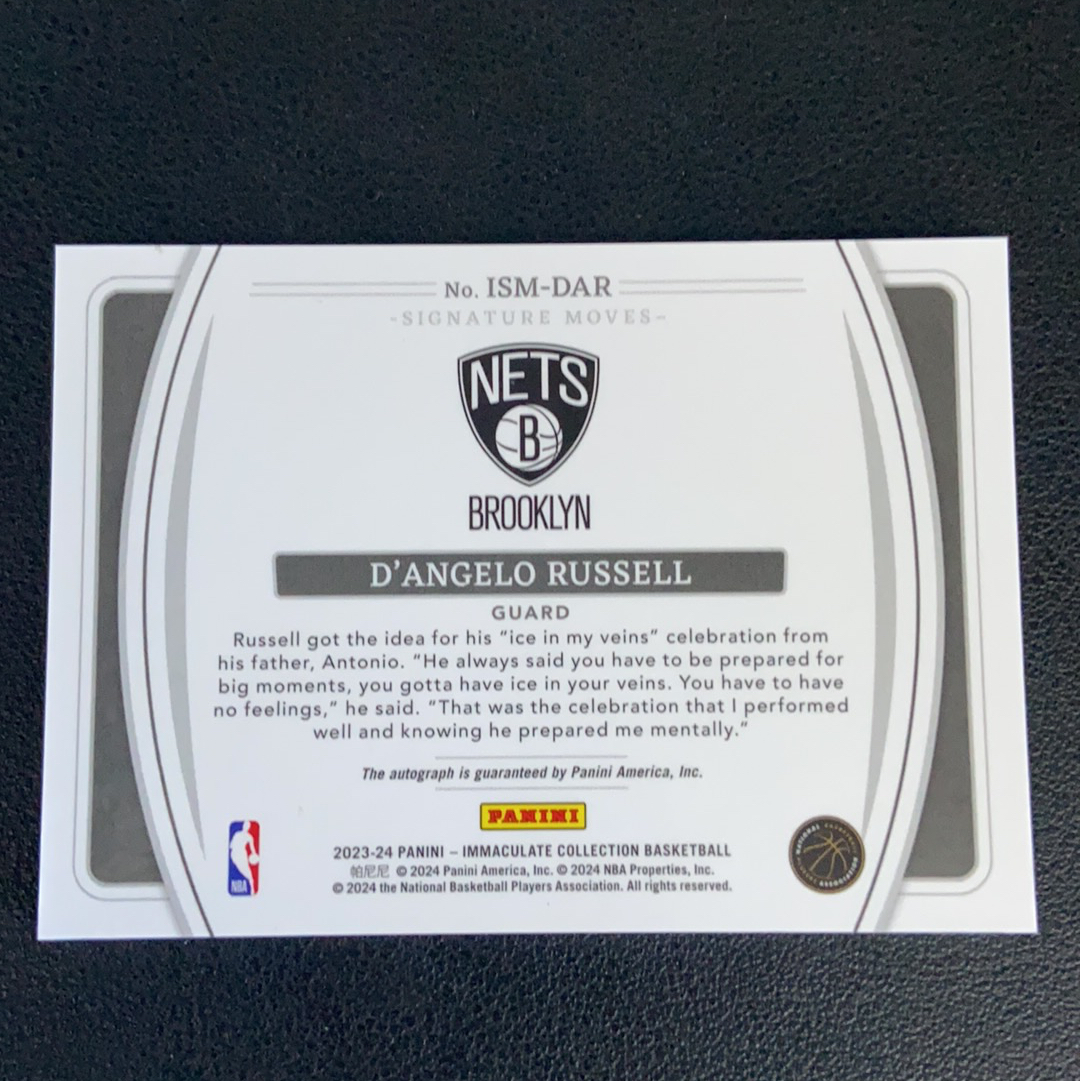 No. ISM-DAR
-SIGNATURE MOVES-
NETS
B
BROOKLYN
D'ANGELO RUSSELL
GUARD
Russell got the idea for his "ice in my veins" celebration from
his father, Antonio. "He always said you have to be prepared for
big moments, you gotta have ice in your veins. You have to have
no feelings," he said. "That was the celebration that I performed
well and knowing he prepared me mentally."
The autograph is guaranteed by Panini America, Inc.
PANINI
2023-24 PANINI – IMMACULATE COLLECTION BASKETBALL
帕尼尼 © 2024 Panini America, Inc. © 2024 NBA Properties, Inc.
© 2024 the National Basketball Players Association. All rights reserved.
NBA
NATIONAL BASKETBALL PLAYERS ASSOCIATION